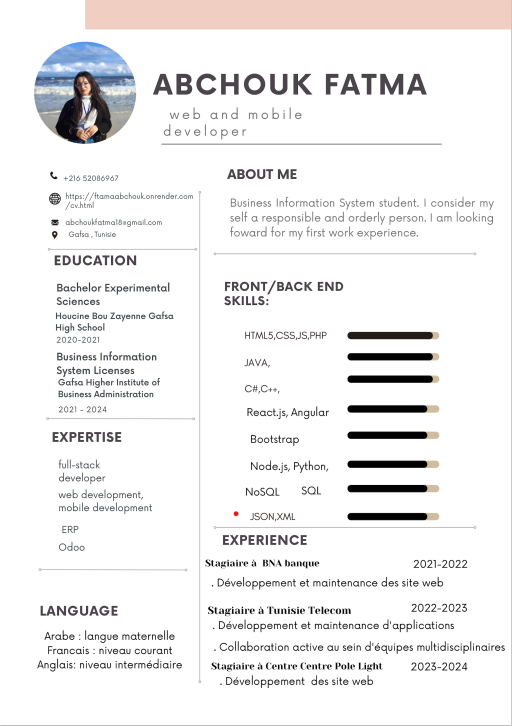 ABCHOUK FATMA
web and mobile
developer
+216 52086967
https://ftamaabchouk.onrender.com
/cv.html
abchoukfatma18@gmail.com
Gafsa , Tunisie
EDUCATION
Bachelor Experimental
Sciences
Houcine Bou Zayenne Gafsa
High School
2020-2021
Business Information
System Licenses
Gafsa Higher Institute of
Business Administration
2021 - 2024
EXPERTISE
full-stack
developer
web development,
mobile development
ERP
Odoo
LANGUAGE
Arabe : langue maternelle
Francais : niveau courant
Anglais: niveau intermédiaire
ABOUT ME
Business Information System student. I consider my
self a responsible and orderly person. I am looking
foward for my first work experience.
FRONT/BACK END
SKILLS:
HTML5,CSS,JS,PHP
JAVA,
C#,C++,
React.js, Angular
Bootstrap
Node.js, Python,
NoSQL SQL
JSON,XML
EXPERIENCE
Stagiaire à BNA banque 2021-2022
. Développement et maintenance des site web
Stagiaire à Tunisie Telecom 2022-2023
. Développement et maintenance d'applications
. Collaboration active au sein d'équipes multidisciplinaires
Stagiaire à Centre Centre Pole Light 2023-2024
. Développement des site web